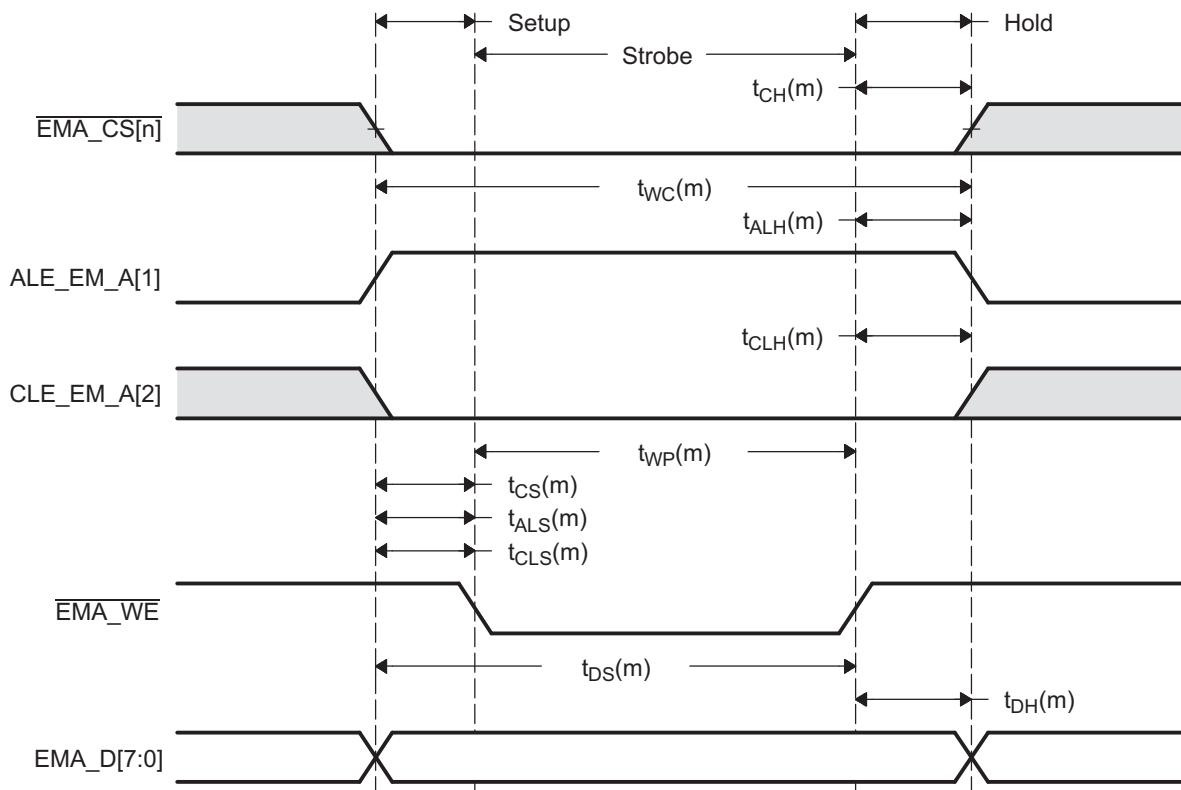 Setup
Hold
Strobe
tCH(m)
EMA_CS[n]
tWC(m)
tALH(m)
ALE_EM_A[1]
tCLH(m)
CLE_EM_A[2]
tWP(m)
tCS(m)
tALS(m)
tCLS(m)
EMA_WE
tDS(m)
tDH(m)
EMA_D[7:0]